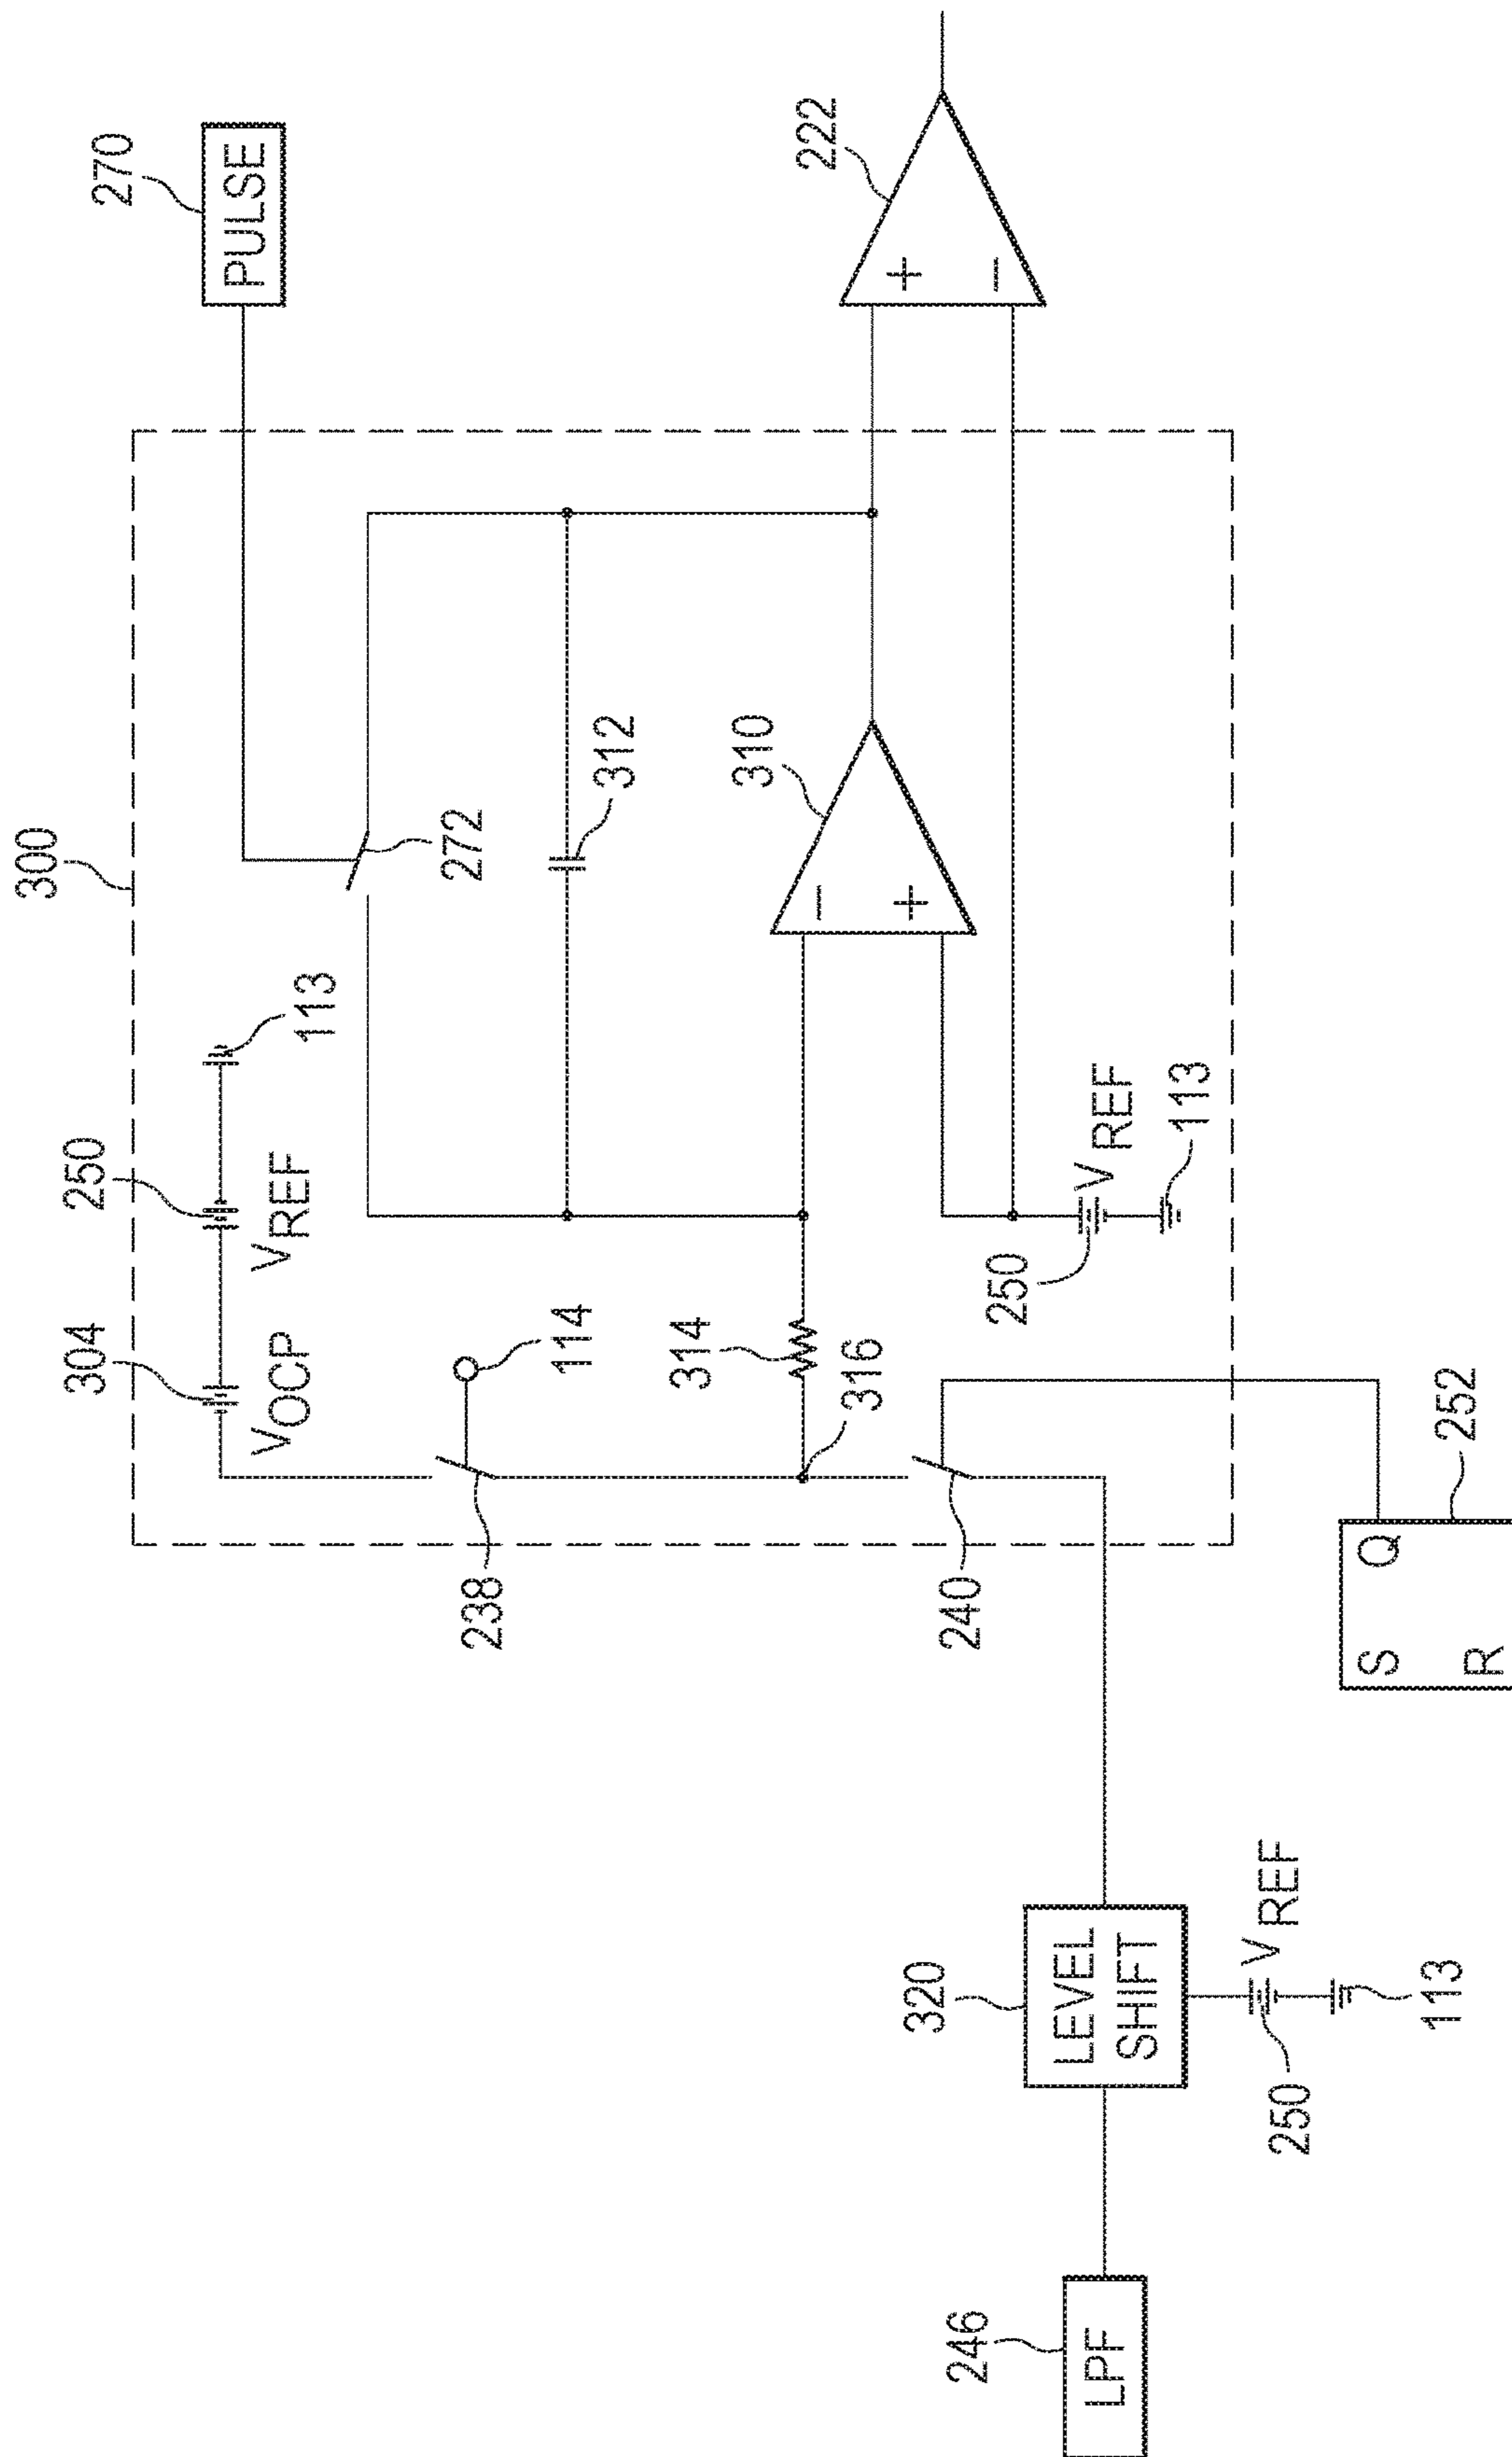 300
270
PULSE
304
VOCP
250
VREF
113
272
238
114
312
314
316
310
−
+
222
+
−
240
250
VREF
113
246
LPF
320
LEVEL
SHIFT
250
VREF
113
S
Q
R
252